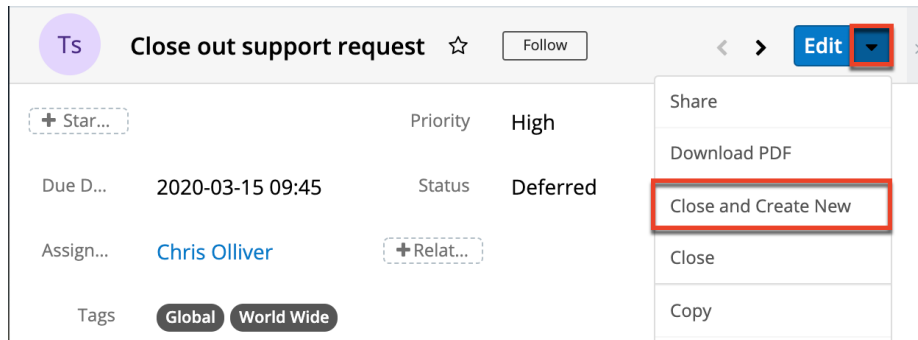 Ts Close out support request Follow Edit
Share
+ Star... Priority High
Download PDF
Due D... 2020-03-15 09:45 Status Deferred
Close and Create New
Assign... Chris Olliver + Relat...
Close
Tags Global World Wide
Copy